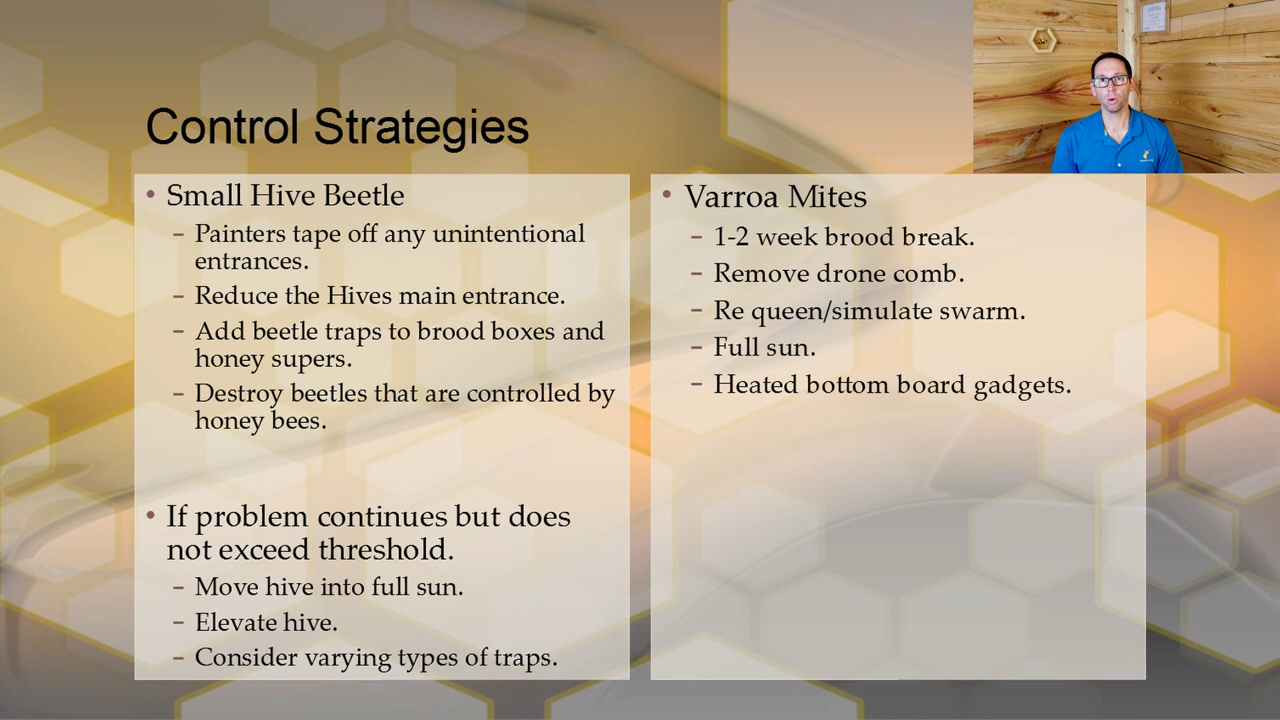 Control Strategies
• Small Hive Beetle
– Painters tape off any unintentional
entrances.
– Reduce the Hives main entrance.
– Add beetle traps to brood boxes and
honey supers.
– Destroy beetles that are controlled by
honey bees.
• If problem continues but does
not exceed threshold.
– Move hive into full sun.
– Elevate hive.
– Consider varying types of traps.
• Varroa Mites
– 1-2 week brood break.
– Remove drone comb.
– Re queen/simulate swarm.
– Full sun.
– Heated bottom board gadgets.